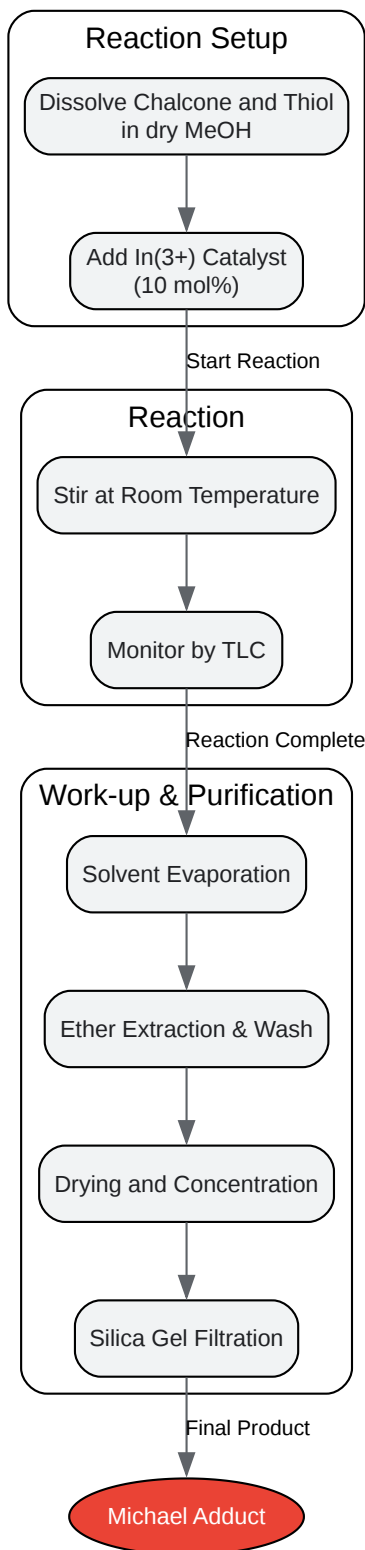 Reaction Setup
Dissolve Chalcone and Thiol
in dry MeOH
Add In(3+) Catalyst
(10 mol%)
Start Reaction
Reaction
Stir at Room Temperature
Monitor by TLC
Reaction Complete
Work-up & Purification
Solvent Evaporation
Ether Extraction & Wash
Drying and Concentration
Silica Gel Filtration
Final Product
Michael Adduct